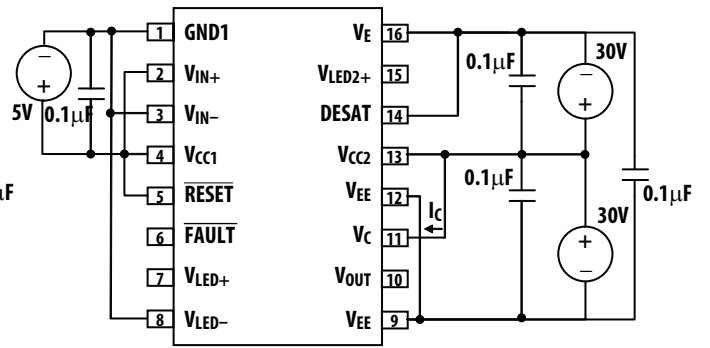 1 GND1
2 VIN+
3 VIN–
4 VCC1
5 RESET
6 FAULT
7 VLED+
8 VLED–
VE 16
VLED2+ 15
DESAT 14
VCC2 13
VEE 12
VC 11
VOUT 10
VEE 9
–
+
5V
0.1µF
µF
0.1µF
30V
–
+
0.1µF
IC
30V
+
–
0.1µF